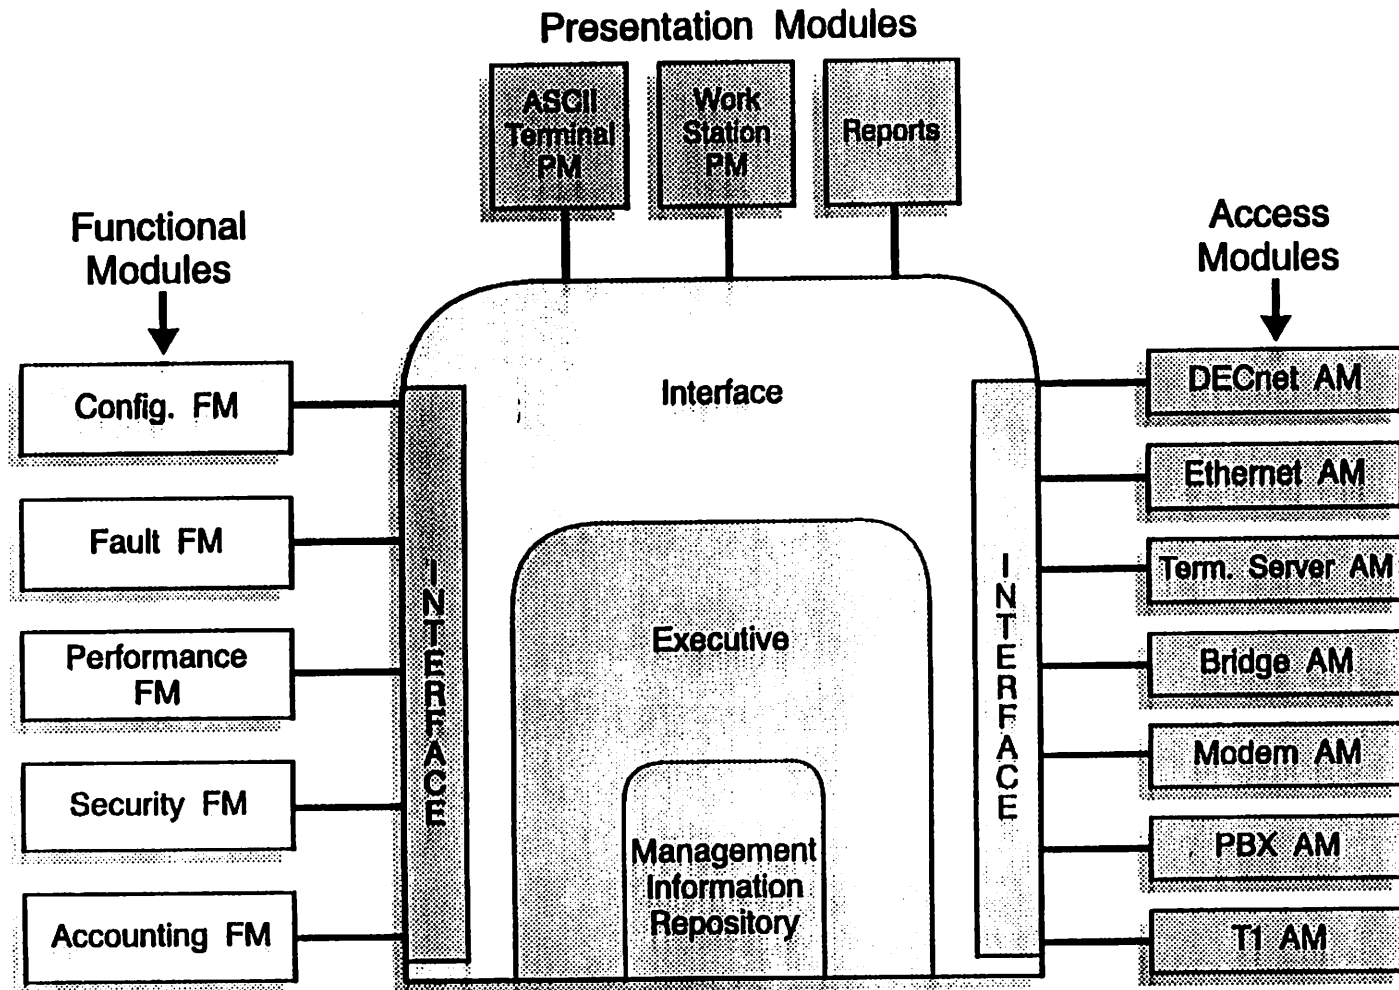 Presentation Modules
ASCII
Terminal
PM
Work
Station
PM
Reports
Functional
Modules
Access
Modules
Config. FM
Fault FM
Performance
FM
Security FM
Accounting FM
INTERFACE
Interface
Executive
Management
Information
Repository
INTERFACE
DECnet AM
Ethernet AM
Term. Server AM
Bridge AM
Modem AM
PBX AM
T1 AM